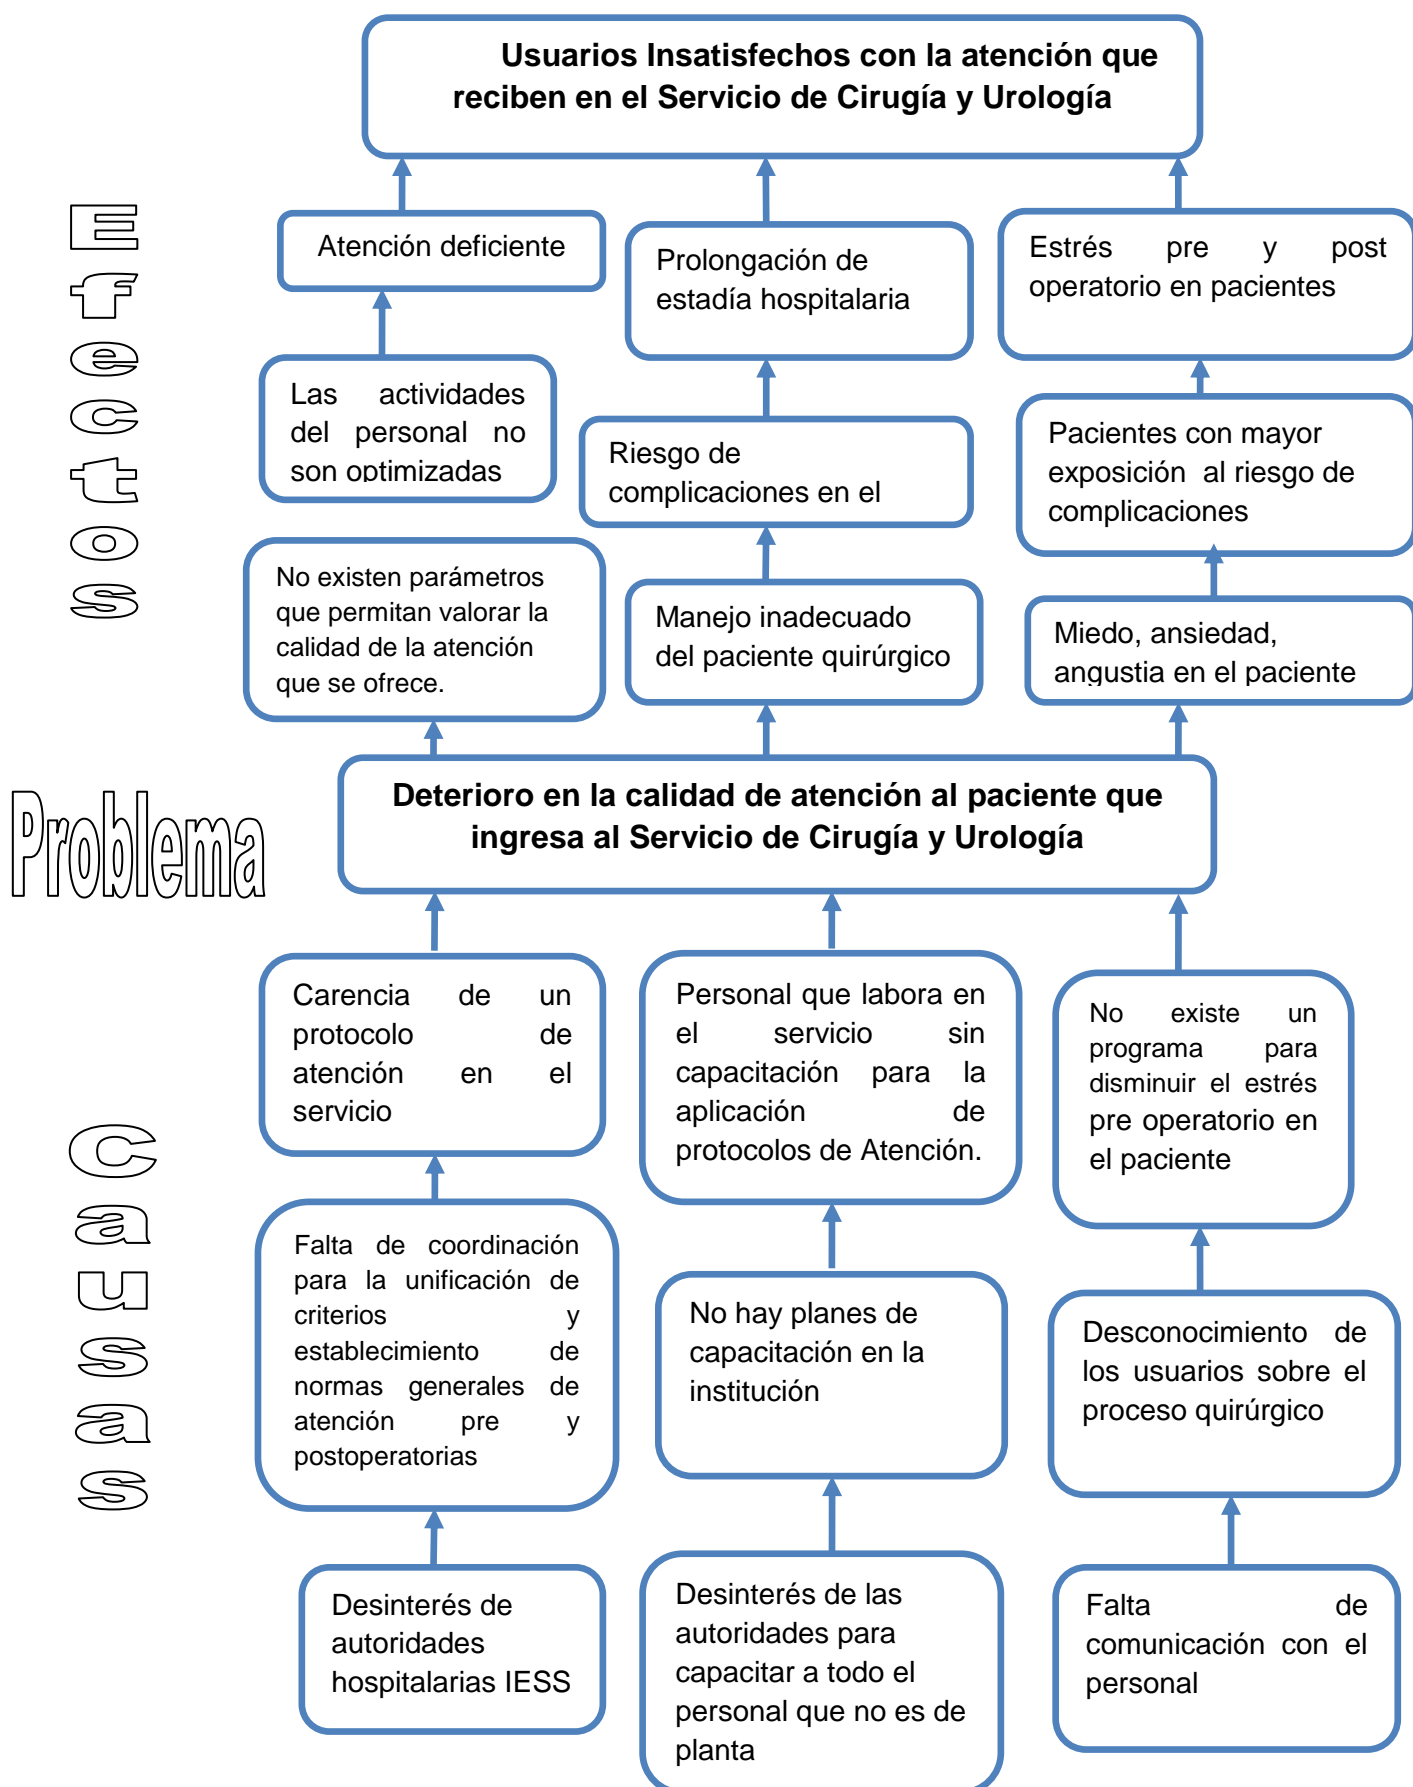 Usuarios Insatisfechos con la atención que
reciben en el Servicio de Cirugía y Urología
Efectos
Atención deficiente
Prolongación de
estadía hospitalaria
Estrés pre y post
operatorio en pacientes
Las actividades
del personal no
son optimizadas
Riesgo de
complicaciones en el
Pacientes con mayor
exposición al riesgo de
complicaciones
No existen parámetros
que permitan valorar la
calidad de la atención
que se ofrece.
Manejo inadecuado
del paciente quirúrgico
Miedo, ansiedad,
angustia en el paciente
Problema
Deterioro en la calidad de atención al paciente que
ingresa al Servicio de Cirugía y Urología
Causas
Carencia de un
protocolo de
atención en el
servicio
Personal que labora en
el servicio sin
capacitación para la
aplicación de
protocolos de Atención.
No existe un
programa para
disminuir el estrés
pre operatorio en
el paciente
Falta de coordinación
para la unificación de
criterios y
establecimiento de
normas generales de
atención pre y
postoperatorias
No hay planes de
capacitación en la
institución
Desconocimiento de
los usuarios sobre el
proceso quirúrgico
Desinterés de
autoridades
hospitalarias IESS
Desinterés de las
autoridades para
capacitar a todo el
personal que no es de
planta
Falta de
comunicación con el
personal